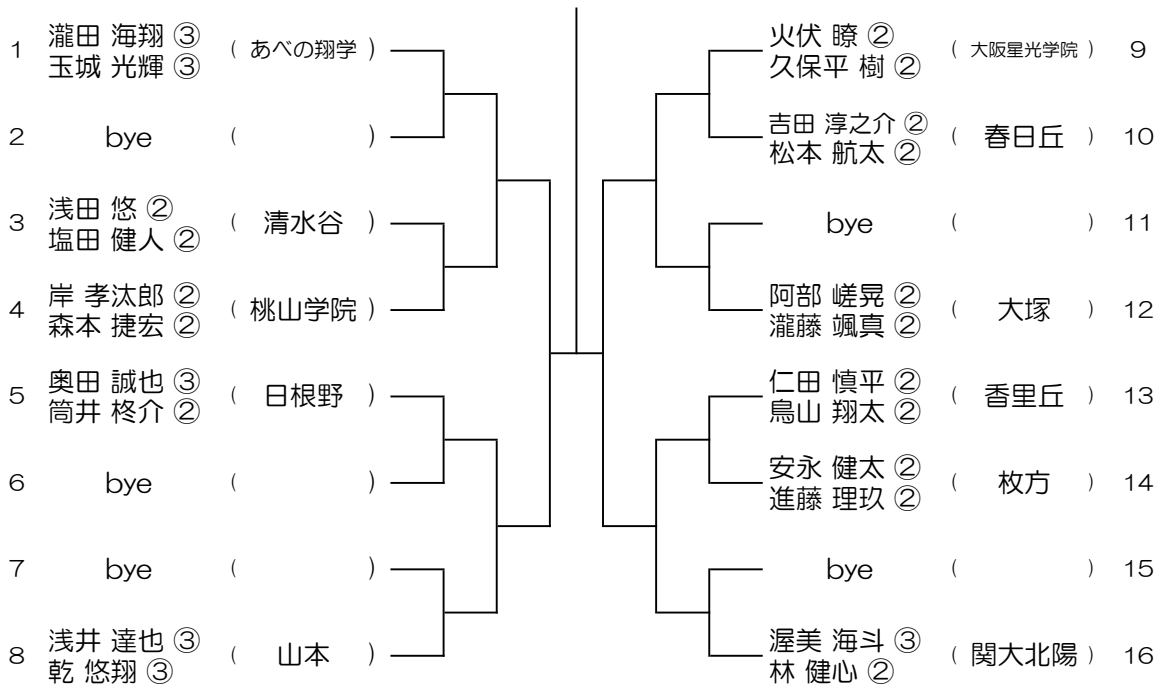 1 瀧田 海翔 ③ ( あべの翔学 )
玉城 光輝 ③
2 bye ( )
3 浅田 悠 ② ( 清水谷 )
塩田 健人 ②
4 岸 孝汰郎 ② ( 桃山学院 )
森本 捷宏 ②
5 奥田 誠也 ③ ( 日根野 )
筒井 柊介 ②
6 bye ( )
7 bye ( )
8 浅井 達也 ③ ( 山本 )
乾 悠翔 ③
火伏 瞭 ② ( 大阪星光学院 ) 9
久保平 樹 ②
吉田 淳之介 ② ( 春日丘 ) 10
松本 航太 ②
bye ( ) 11
阿部 嵯晃 ② ( 大塚 ) 12
瀧藤 颯真 ②
仁田 慎平 ② ( 香里丘 ) 13
鳥山 翔太 ②
安永 健太 ② ( 枚方 ) 14
進藤 理玖 ②
bye ( ) 15
渥美 海斗 ③ ( 関大北陽 ) 16
林 健心 ②